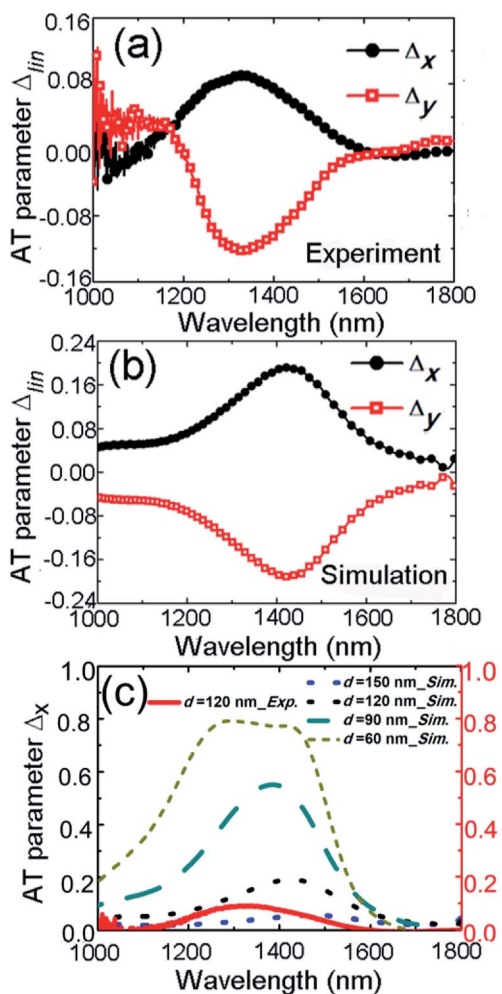 0.16
(a)
Δx
0.08
Δy
0.00
-0.08
Experiment
-0.16
AT parameter Δlin
1000 1200 1400 1600 1800
Wavelength (nm)
0.24
(b)
Δx
0.16
Δy
0.08
0.00
-0.08
-0.16
Simulation
-0.24
AT parameter Δlin
1000 1200 1400 1600 1800
Wavelength (nm)
1.0 (c) d=150 nm_Sim. 1.0
d=120 nm_Exp. d=120 nm_Sim.
0.8 d=90 nm_Sim. 0.8
d=60 nm_Sim.
0.6 0.6
0.4 0.4
0.2 0.2
0.0 0.0
AT parameter Δx
1000 1200 1400 1600 1800
Wavelength (nm)